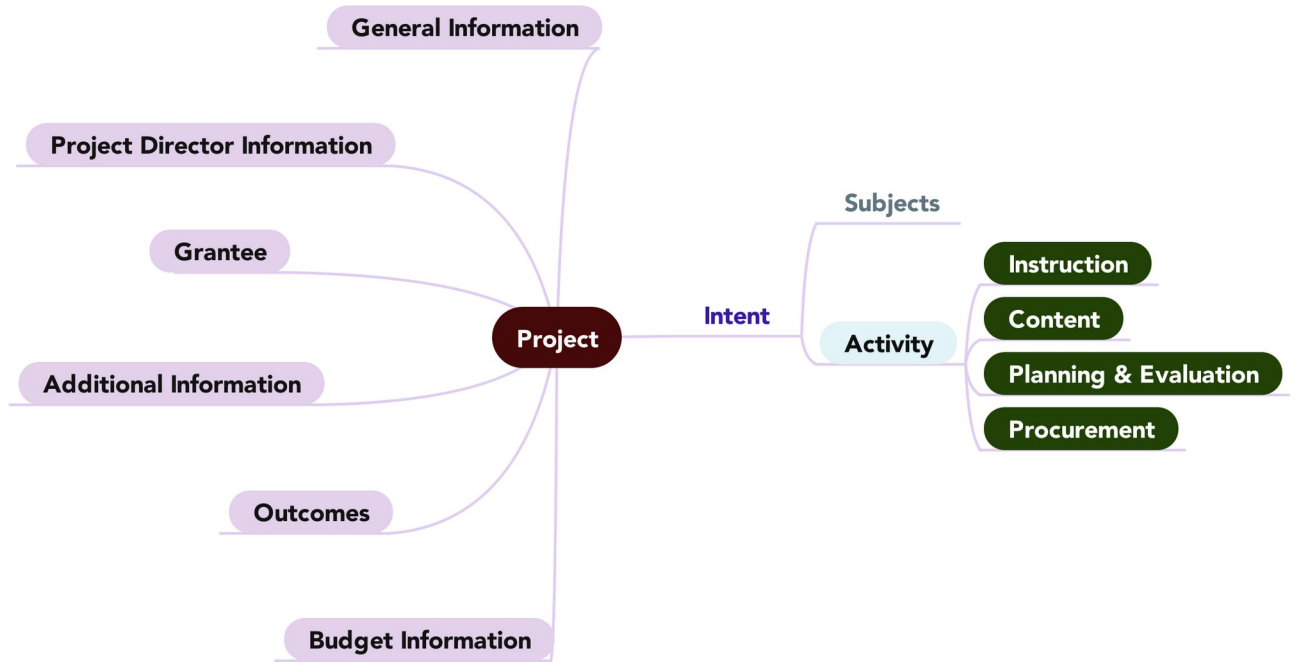 General Information
Project Director Information
Grantee
Additional Information
Outcomes
Budget Information
Project
Intent
Subjects
Activity
Instruction
Content
Planning & Evaluation
Procurement